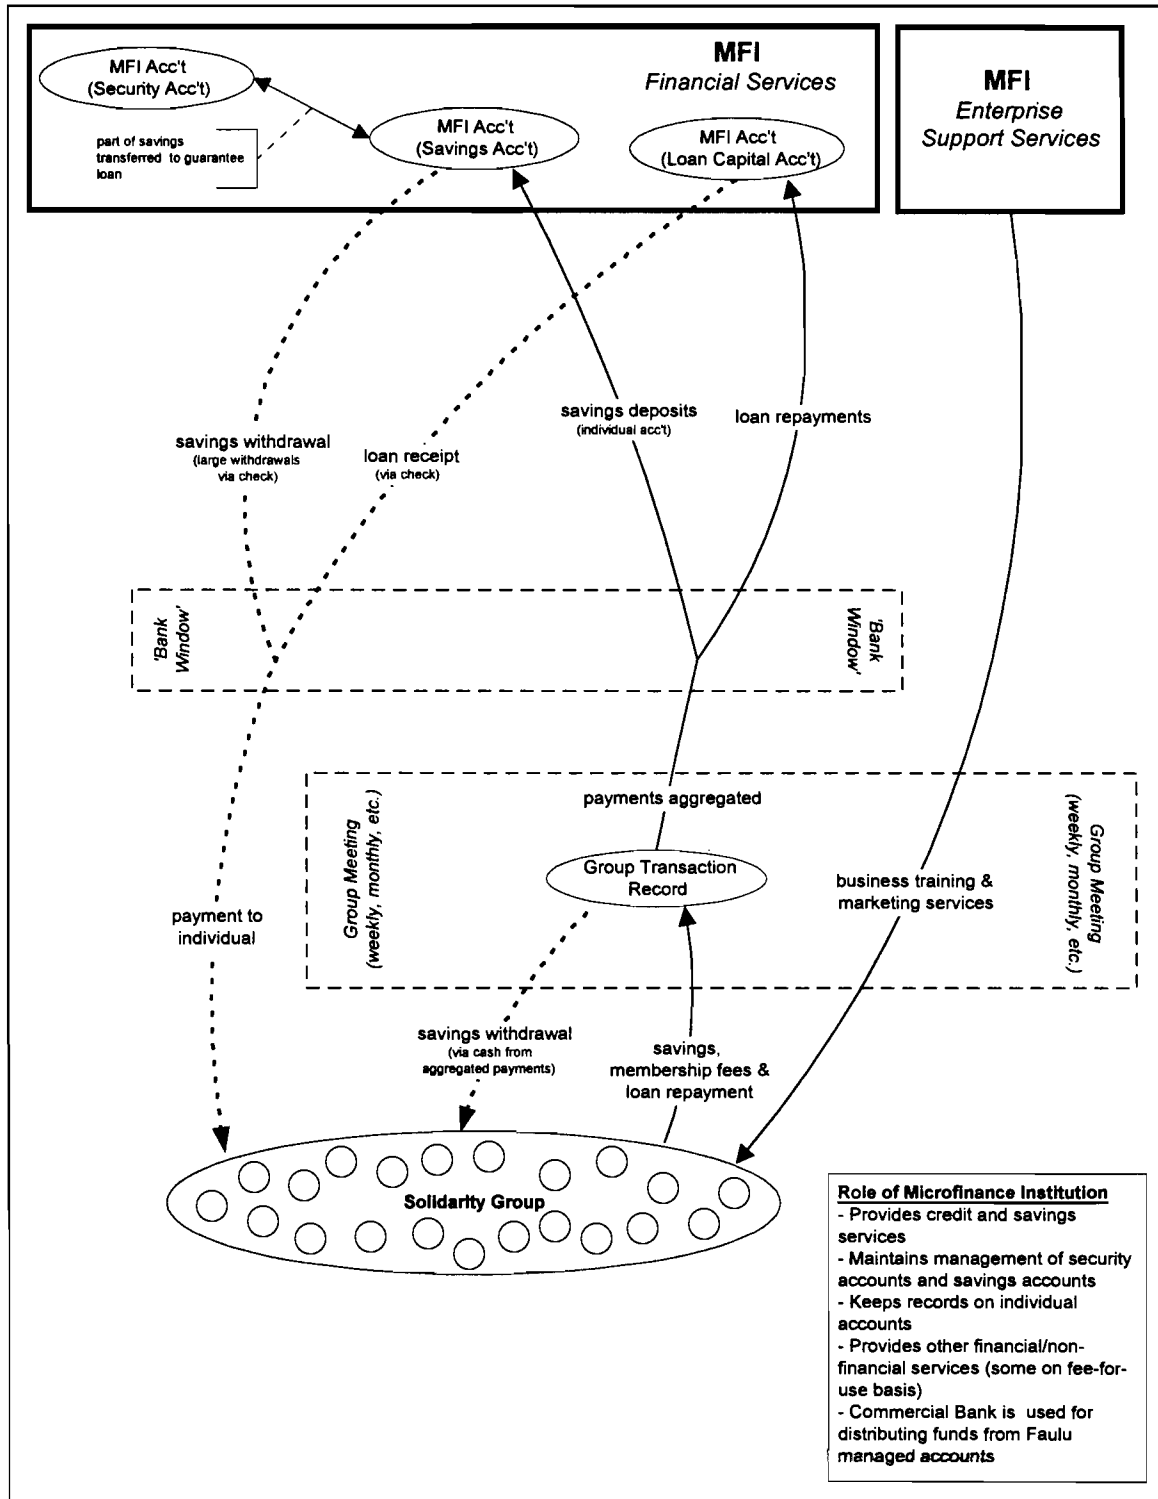 MFI
Financial Services
MFI Acc't
(Security Acc't)
MFI Acc't
(Savings Acc't)
MFI Acc't
(Loan Capital Acc't)
part of savings
transferred to guarantee
loan
MFI
Enterprise
Support Services
savings withdrawal
(large withdrawals
via check)
loan receipt
(via check)
savings deposits
(individual acc't)
loan repayments
'Bank
Window'
'Bank
Window'
payments aggregated
Group Meeting
(weekly, monthly, etc.)
Group Transaction
Record
Group Meeting
(weekly, monthly, etc.)
business training &
marketing services
payment to
individual
savings withdrawal
(via cash from
aggregated payments)
savings,
membership fees &
loan repayment
Solidarity Group
Role of Microfinance Institution
- Provides credit and savings
services
- Maintains management of security
accounts and savings accounts
- Keeps records on individual
accounts
- Provides other financial/non-
financial services (some on fee-for-
use basis)
- Commercial Bank is used for
distributing funds from Faulu
managed accounts